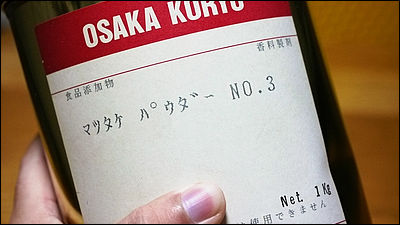 OSAKA KORYO
食品添加物 香料製剤
マツタケ パウダー NO.3
Net. 1Kg
使用できません